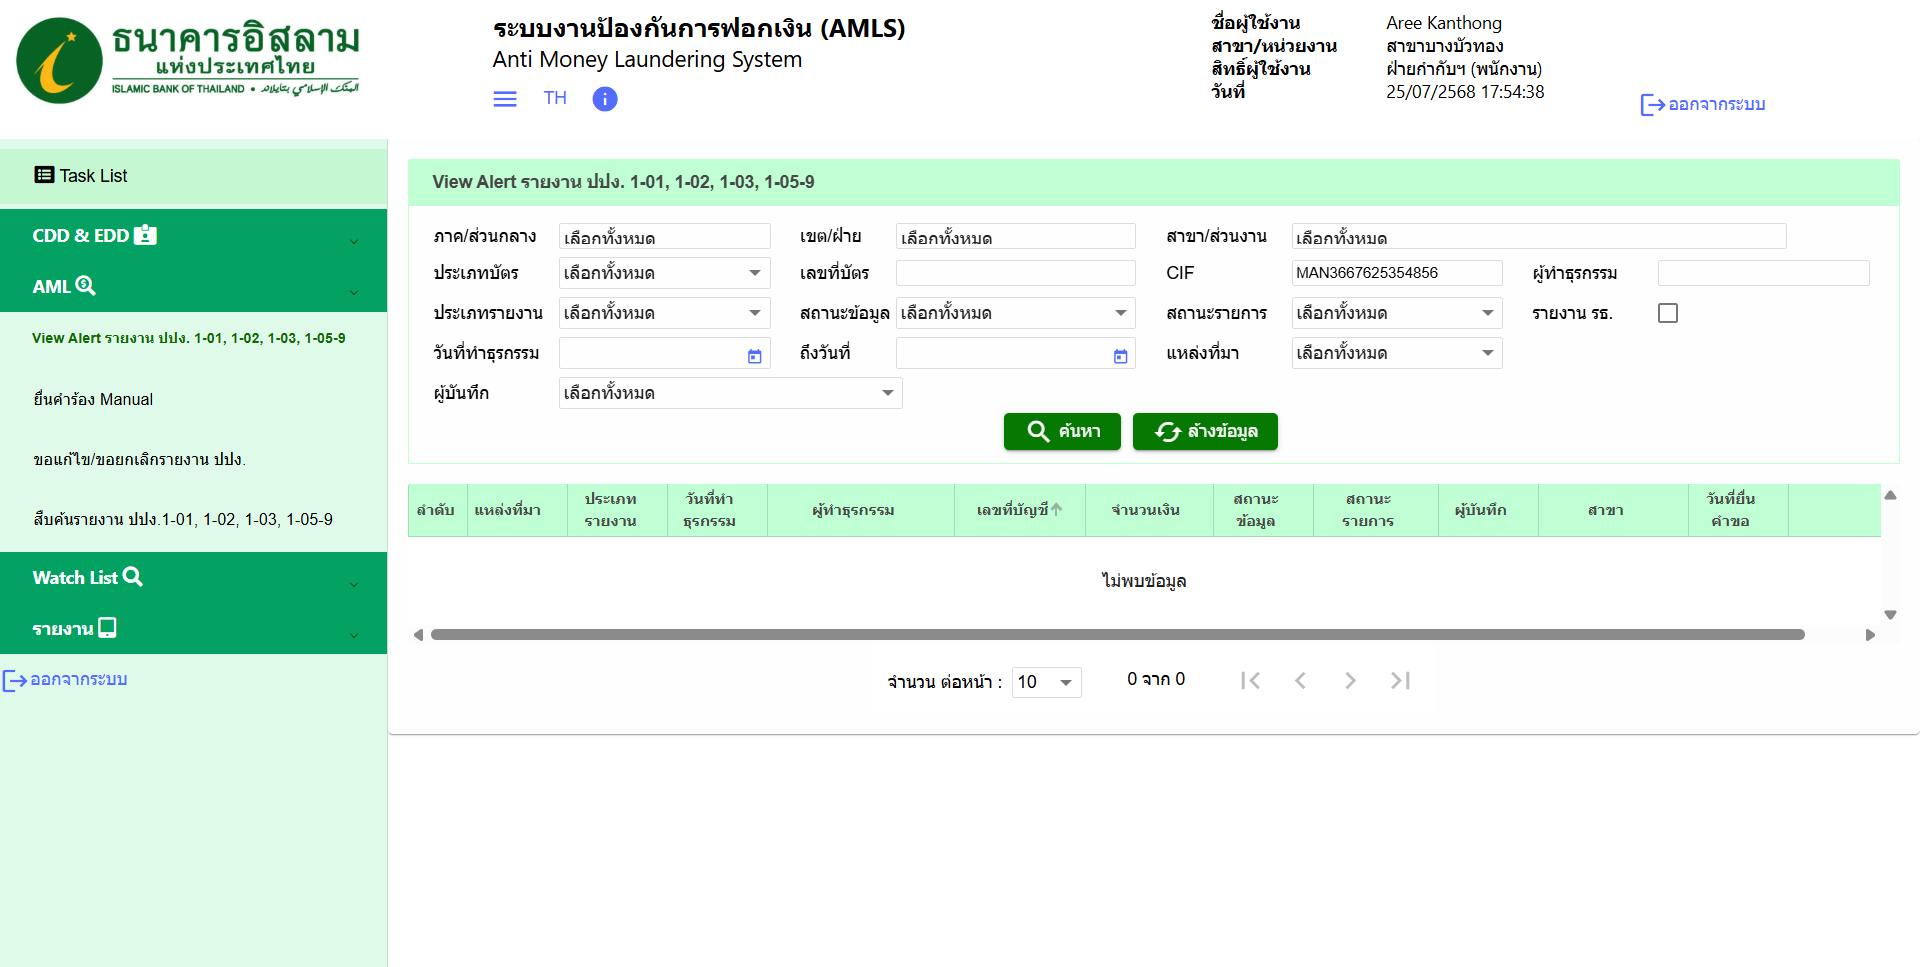 ธนาคารอิสลาม
แห่งประเทศไทย
ISLAMIC BANK OF THAILAND •
ระบบงานป้องกันการฟอกเงิน (AMLS)
Anti Money Laundering System
TH
ชื่อผู้ใช้งาน Aree Kanthong
สาขา/หน่วยงาน สาขาบางบัวทอง
สิทธิ์ผู้ใช้งาน ฝ่ายกำกับฯ (พนักงาน)
วันที่ 25/07/2568 17:54:38
ออกจากระบบ
Task List
CDD & EDD
AML
View Alert รายงาน ปปง. 1-01, 1-02, 1-03, 1-05-9
ยื่นคำร้อง Manual
ขอแก้ไข/ขอยกเลิกรายงาน ปปง.
สืบค้นรายงาน ปปง.1-01, 1-02, 1-03, 1-05-9
Watch List
รายงาน
ออกจากระบบ
View Alert รายงาน ปปง. 1-01, 1-02, 1-03, 1-05-9
ภาค/ส่วนกลาง เลือกทั้งหมด เขต/ฝ่าย เลือกทั้งหมด สาขา/ส่วนงาน เลือกทั้งหมด
ประเภทบัตร เลือกทั้งหมด เลขที่บัตร CIF MAN3667625354856 ผู้ทำธุรกรรม
ประเภทรายงาน เลือกทั้งหมด สถานะข้อมูล เลือกทั้งหมด สถานะรายการ เลือกทั้งหมด รายงาน รธ.
วันที่ทำธุรกรรม ถึงวันที่ แหล่งที่มา เลือกทั้งหมด
ผู้บันทึก เลือกทั้งหมด
ค้นหา ล้างข้อมูล
ลำดับ แหล่งที่มา ประเภทรายงาน วันที่ทำธุรกรรม ผู้ทำธุรกรรม เลขที่บัญชี จำนวนเงิน สถานะข้อมูล สถานะรายการ ผู้บันทึก สาขา วันที่ยื่นคำขอ
ไม่พบข้อมูล
จำนวน ต่อหน้า : 10 0 จาก 0